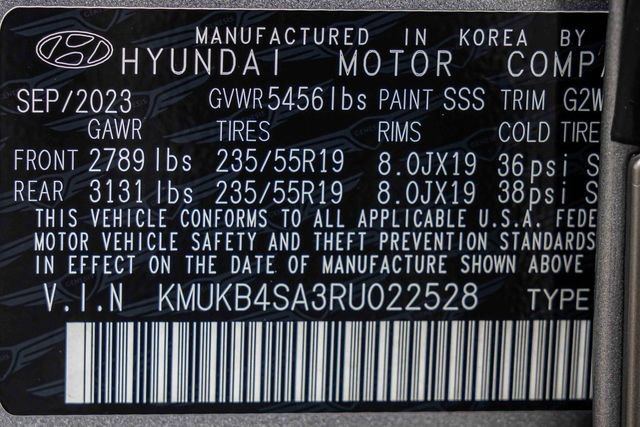 MANUFACTURED IN KOREA BY
HYUNDAI MOTOR COMPA
SEP/2023 GVWR 5456lbs PAINT SSS TRIM G2W
GAWR TIRES RIMS COLD TIRE
FRONT 2789 lbs 235/55R19 8.0JX19 36psi S
REAR 3131 lbs 235/55R19 8.0JX19 38psi S
THIS VEHICLE CONFORMS TO ALL APPLICABLE U.S.A. FEDE
MOTOR VEHICLE SAFETY AND THEFT PREVENTION STANDARDS
IN EFFECT ON THE DATE OF MANUFACTURE SHOWN ABOVE
V.I.N KMUKB4SA3RU022528 TYPE